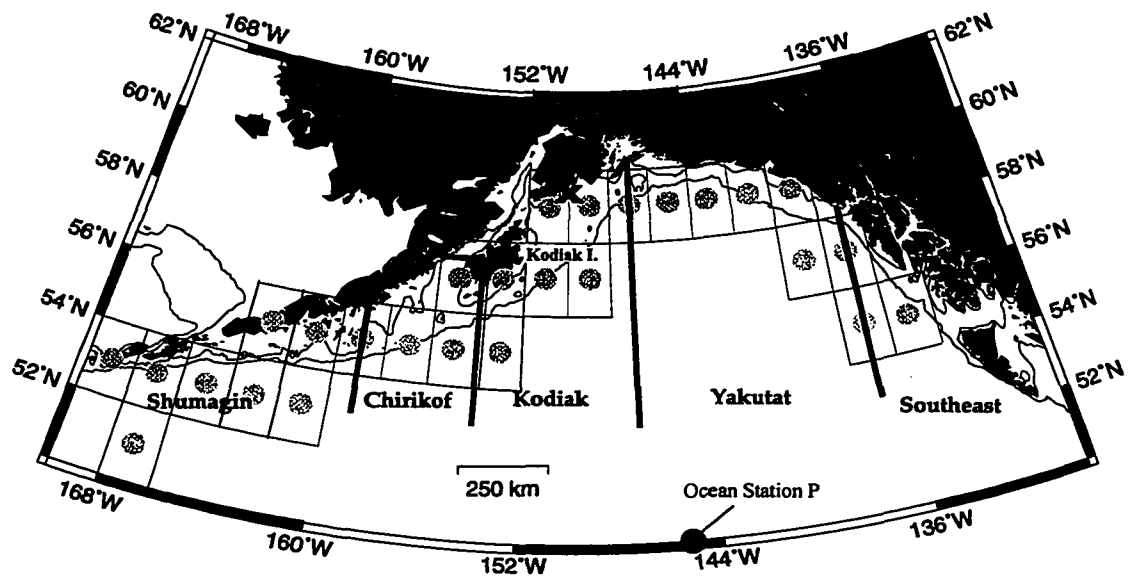 168°W
160°W
152°W
144°W
136°W
62°N
62°N
60°N
60°N
58°N
58°N
56°N
56°N
54°N
54°N
52°N
52°N
Kodiak I.
Shumagin
Chirikof
Kodiak
Yakutat
Southeast
250 km
Ocean Station P
168°W
160°W
152°W
144°W
136°W